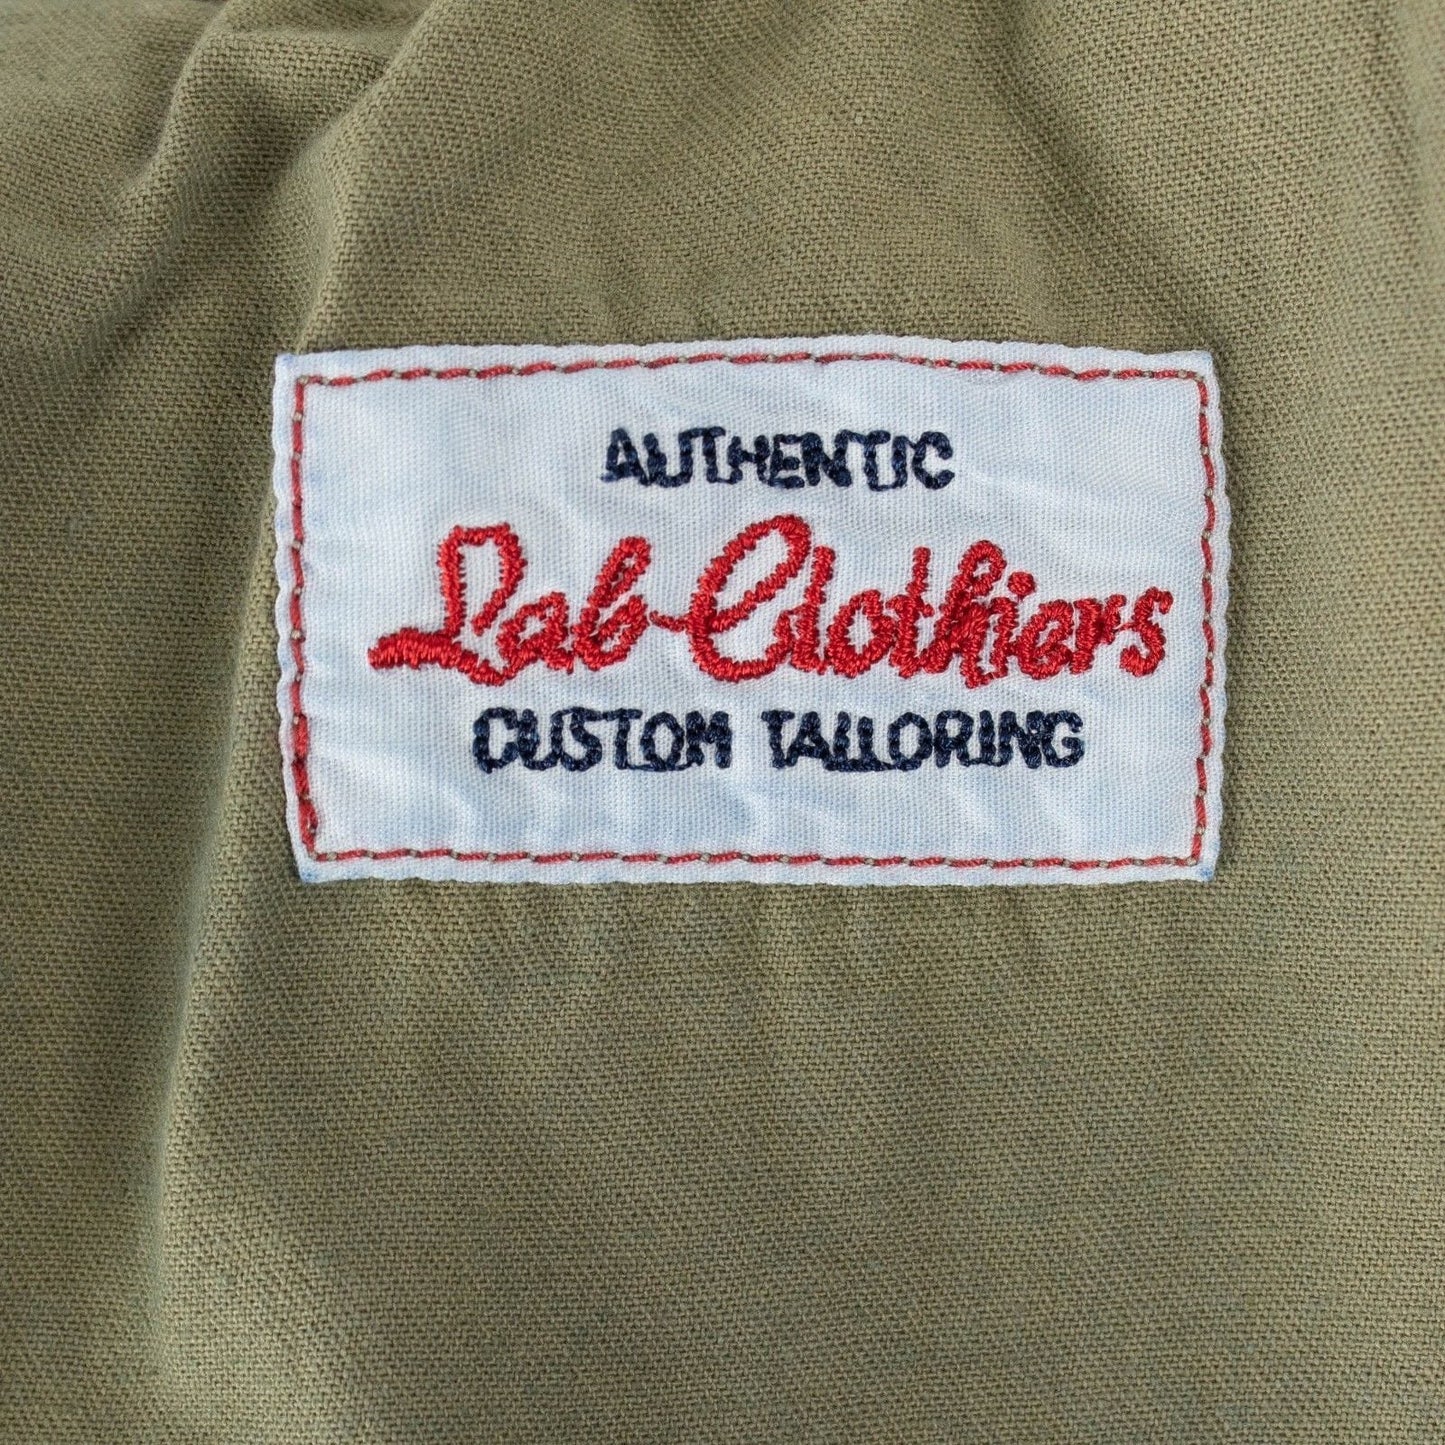 AUTHENTIC
Lab Clothiers
CUSTOM TAILORING